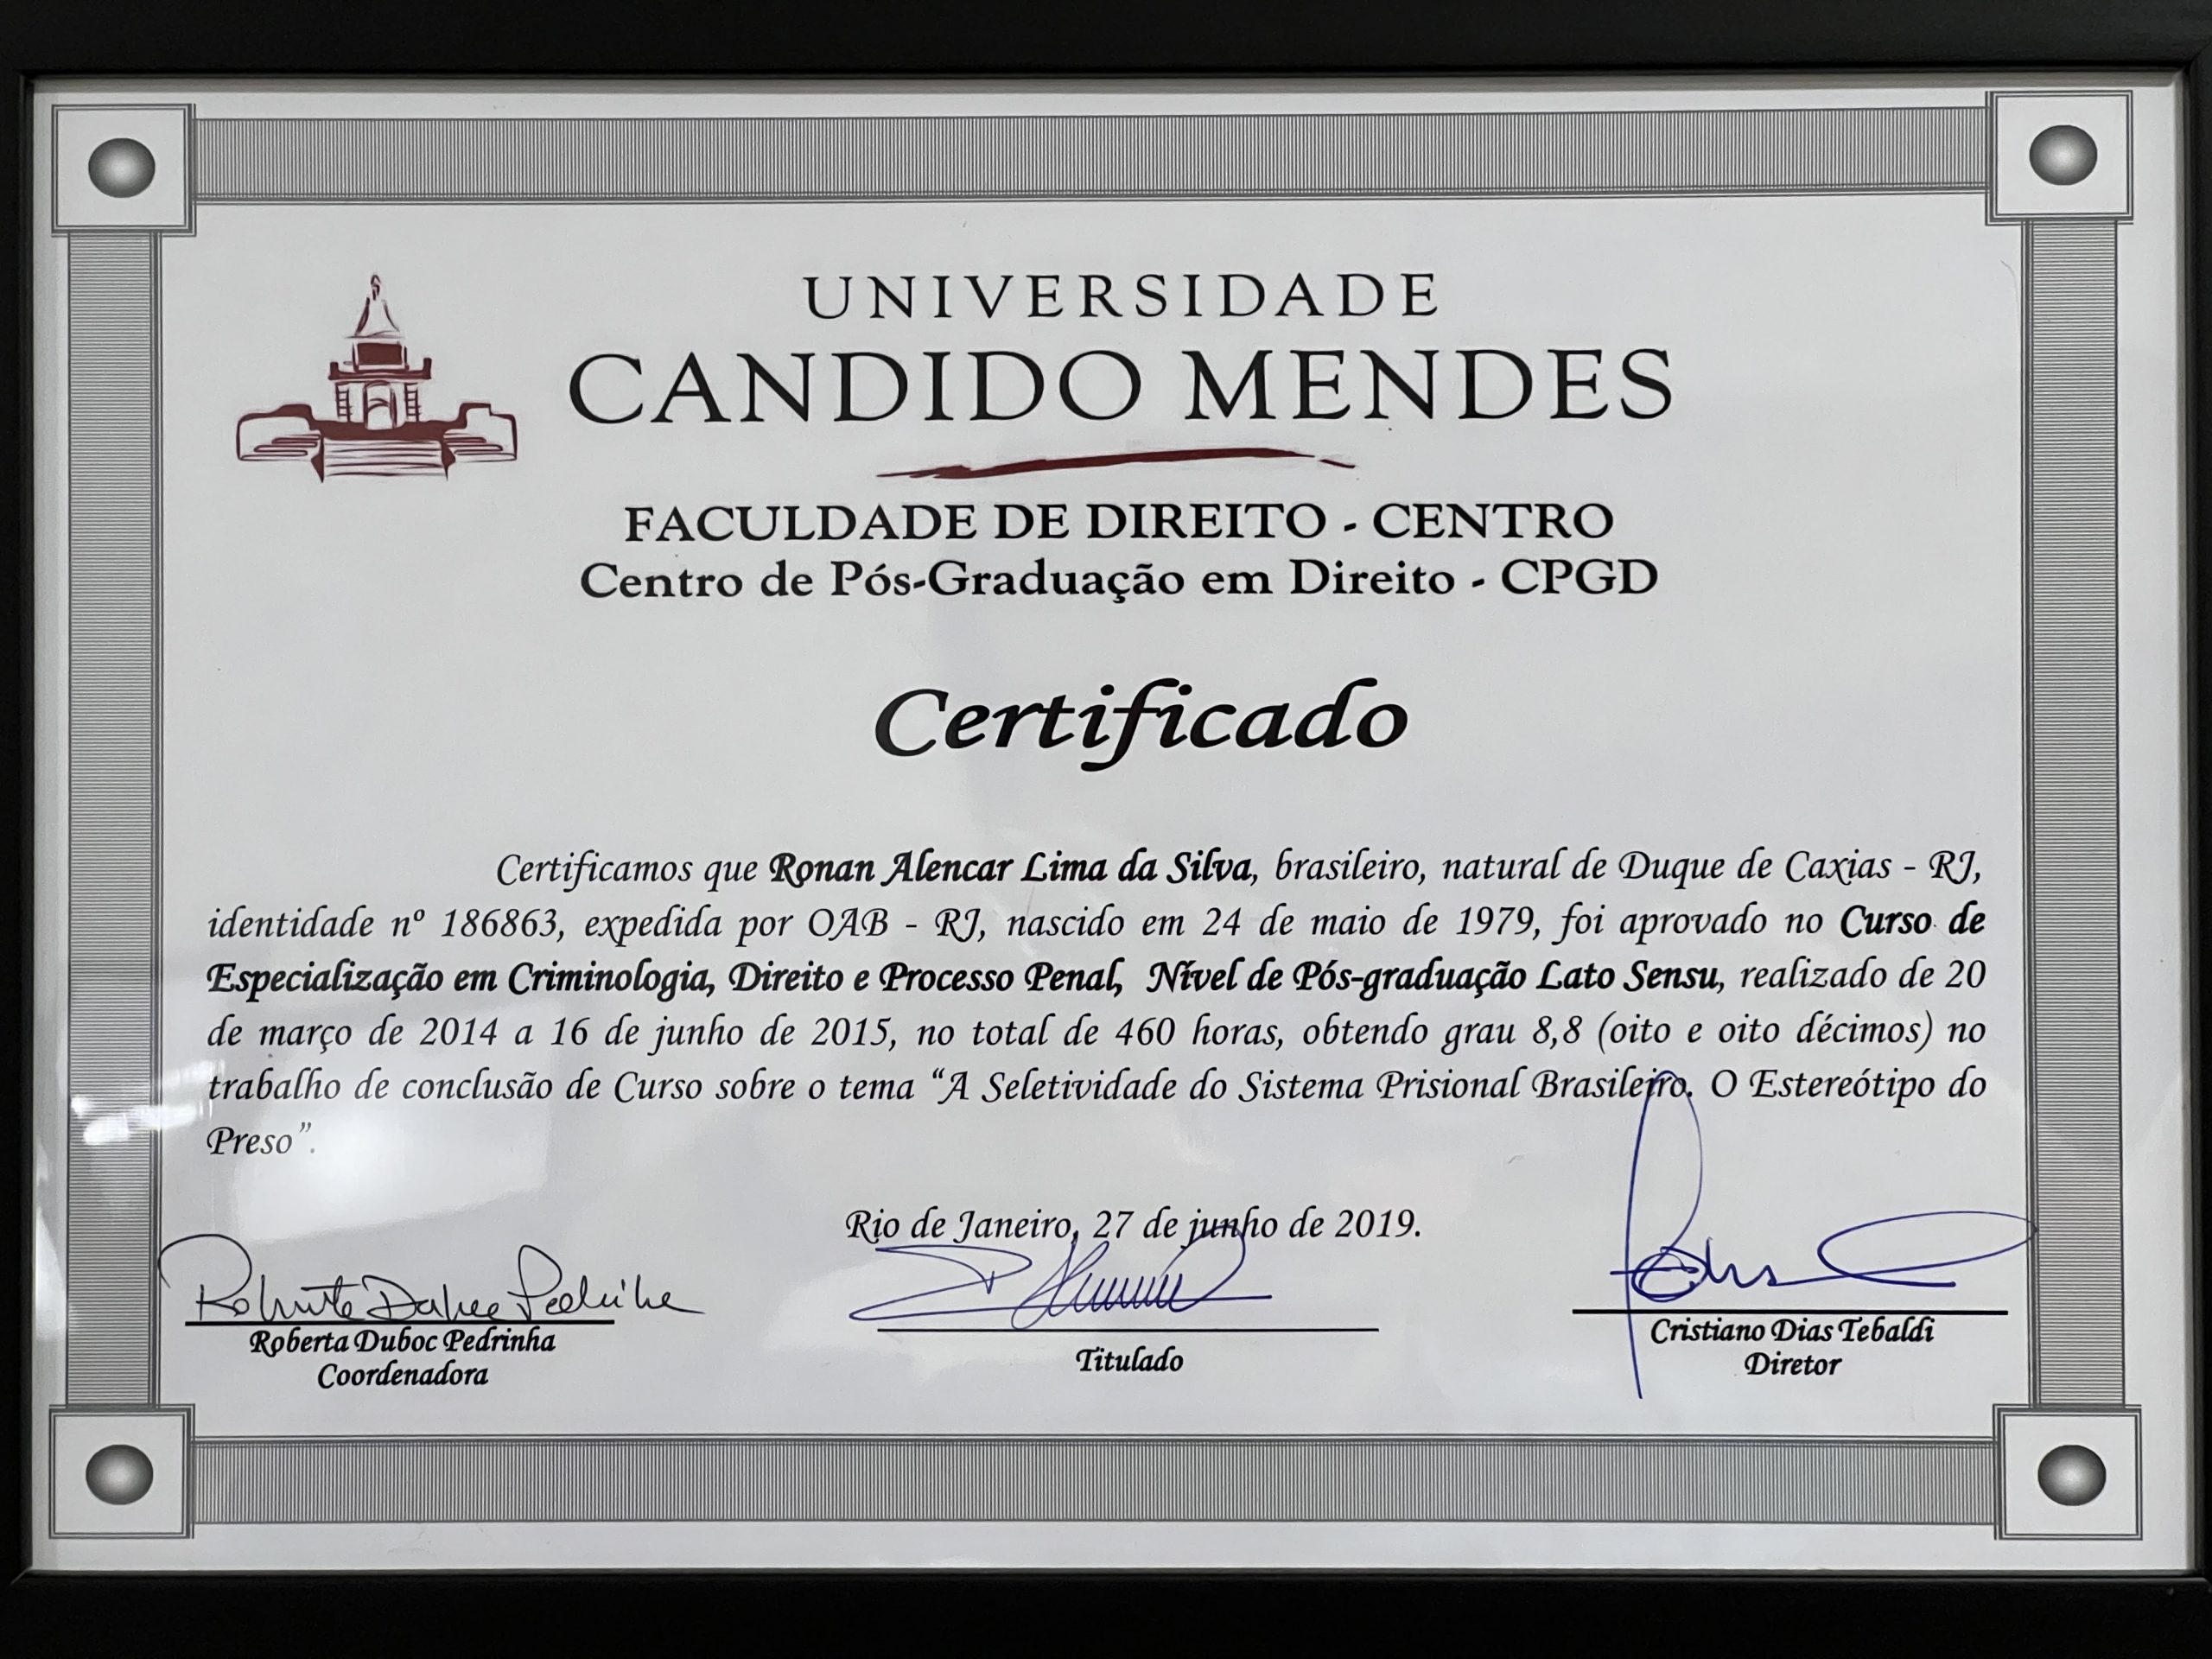 UNIVERSIDADE
CANDIDO MENDES
FACULDADE DE DIREITO - CENTRO
Centro de Pós-Graduação em Direito - CPGD
Certificado
Certificamos que Ronan Alencar Lima da Silva, brasileiro, natural de Duque de Caxias - RJ,
identidade nº 186863, expedida por OAB - RJ, nascido em 24 de maio de 1979, foi aprovado no Curso de
Especialização em Criminologia, Direito e Processo Penal, Nível de Pós-graduação Lato Sensu, realizado de 20
de março de 2014 a 16 de junho de 2015, no total de 460 horas, obtendo grau 8,8 (oito e oito décimos) no
trabalho de conclusão de Curso sobre o tema “A Seletividade do Sistema Prisional Brasileiro. O Estereótipo do
Preso”.
Rio de Janeiro, 27 de junho de 2019.
Roberta Duboc Pedrinha
Roberta Duboc Pedrinha
Coordenadora
Titulado
Cristiano Dias Tebaldi
Diretor